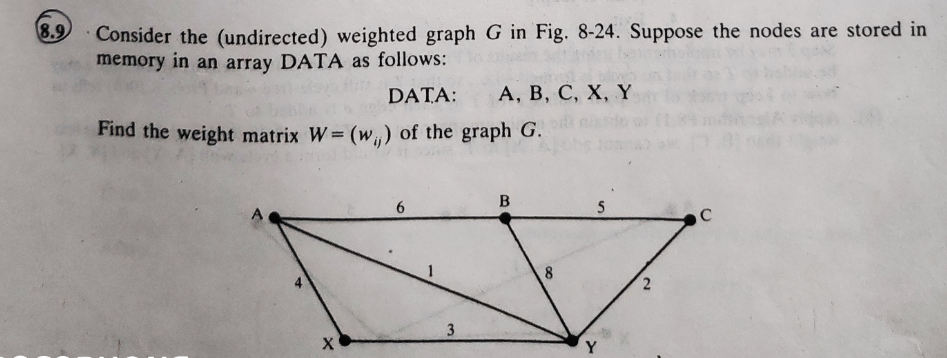 8.9 Consider the (undirected) weighted graph G in Fig. 8-24. Suppose the nodes are stored in
memory in an array DATA as follows:
DATA: A, B, C, X, Y
Find the weight matrix W = (wij) of the graph G.
A 6 B 5 C
4 1 8 2
X 3 Y